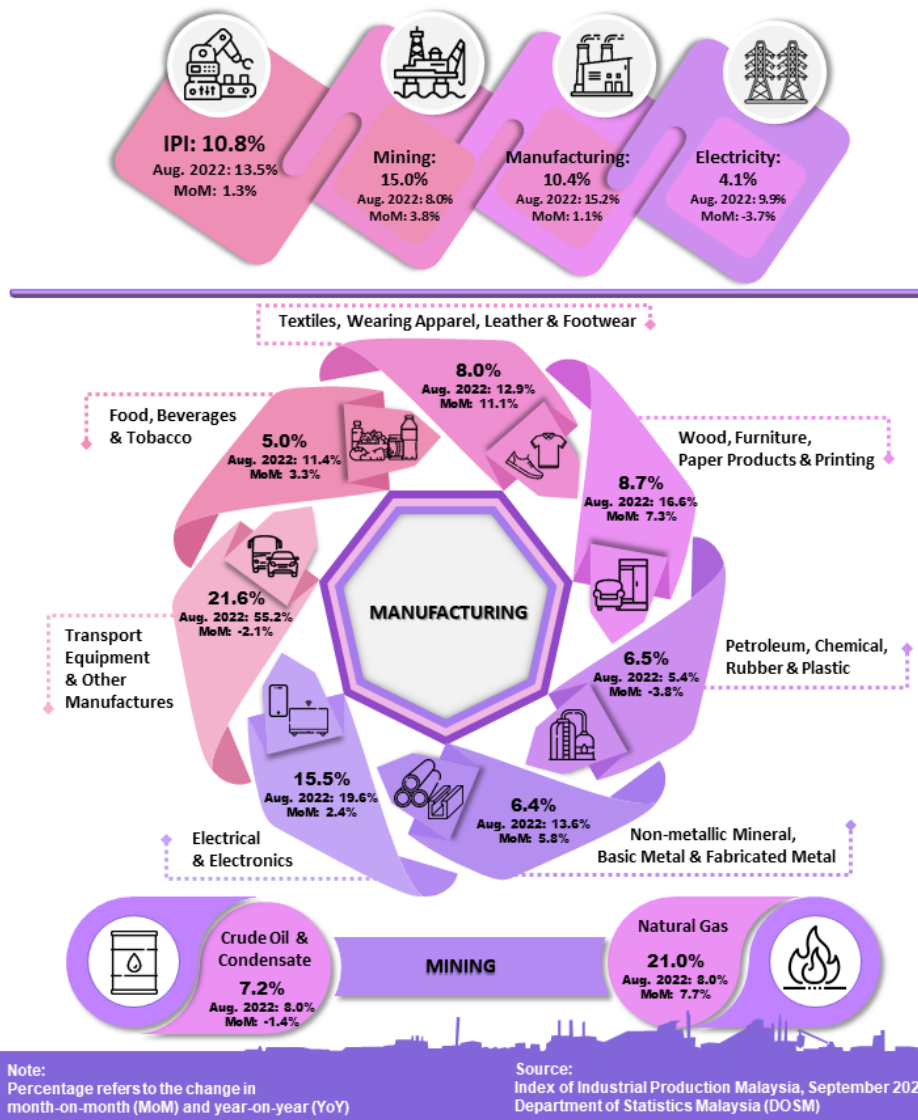 IPI: 10.8%
Aug. 2022: 13.5%
MoM: 1.3%
Mining:
15.0%
Aug. 2022: 8.0%
MoM: 3.8%
Manufacturing:
10.4%
Aug. 2022: 15.2%
MoM: 1.1%
Electricity:
4.1%
Aug. 2022: 9.9%
MoM: -3.7%
Textiles, Wearing Apparel, Leather & Footwear
8.0%
Aug. 2022: 12.9%
MoM: 11.1%
Food, Beverages
& Tobacco
5.0%
Aug. 2022: 11.4%
MoM: 3.3%
Wood, Furniture,
Paper Products & Printing
8.7%
Aug. 2022: 16.6%
MoM: 7.3%
MANUFACTURING
21.6%
Aug. 2022: 55.2%
MoM: -2.1%
Transport
Equipment
& Other
Manufactures
Petroleum, Chemical,
Rubber & Plastic
6.5%
Aug. 2022: 5.4%
MoM: -3.8%
15.5%
Aug. 2022: 19.6%
MoM: 2.4%
Electrical
& Electronics
6.4%
Aug. 2022: 13.6%
MoM: 5.8%
Non-metallic Mineral,
Basic Metal & Fabricated Metal
Crude Oil &
Condensate
7.2%
Aug. 2022: 8.0%
MoM: -1.4%
MINING
Natural Gas
21.0%
Aug. 2022: 8.0%
MoM: 7.7%
Note:
Percentage refers to the change in
month-on-month (MoM) and year-on-year (YoY)
Source:
Index of Industrial Production Malaysia, September 202
Department of Statistics Malaysia (DOSM)